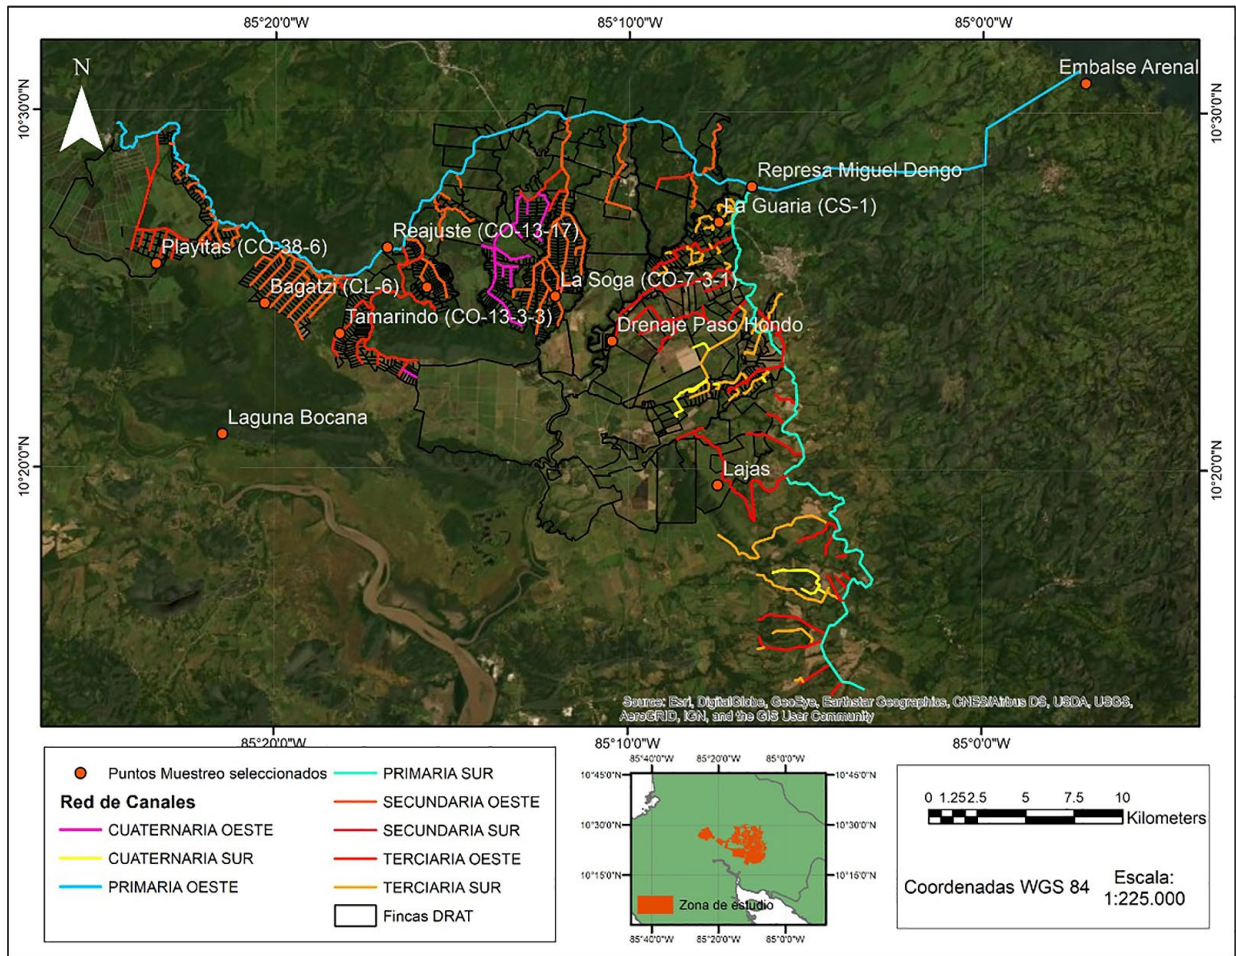 85°20'0"W 85°10'0"W 85°0'0"W
N
Embalse Arenal
10°30'0"N 10°30'0"N
Represa Miguel Dengo
La Guaria (CS-1)
Reajuste (CO-13-17)
Playitas (CO-38-6)
La Soga (CO-7-3-1)
Bagatzi (CL-6)
Tamarindo (CO-13-3-3)
Drenaje Paso Hondo
Laguna Bocana
Lajas
10°20'0"N 10°20'0"N
Source: Esri, DigitalGlobe, GeoEye, Earthstar Geographics, CNES/Airbus DS, USDA, USGS,
AeroGRID, IGN, and the GIS User Community
85°20'0"W 85°10'0"W 85°0'0"W
Puntos Muestreo seleccionados
Red de Canales
CUATERNARIA OESTE
CUATERNARIA SUR
PRIMARIA OESTE
PRIMARIA SUR
SECUNDARIA OESTE
SECUNDARIA SUR
TERCIARIA OESTE
TERCIARIA SUR
Fincas DRAT
85°40'0"W 85°20'0"W 85°0'0"W
10°45'0"N 10°45'0"N
10°30'0"N 10°30'0"N
10°15'0"N 10°15'0"N
Zona de estudio
85°40'0"W 85°20'0"W 85°0'0"W
0 1.25 2.5 5 7.5 10
Kilometers
Coordenadas WGS 84
Escala:
1:225.000